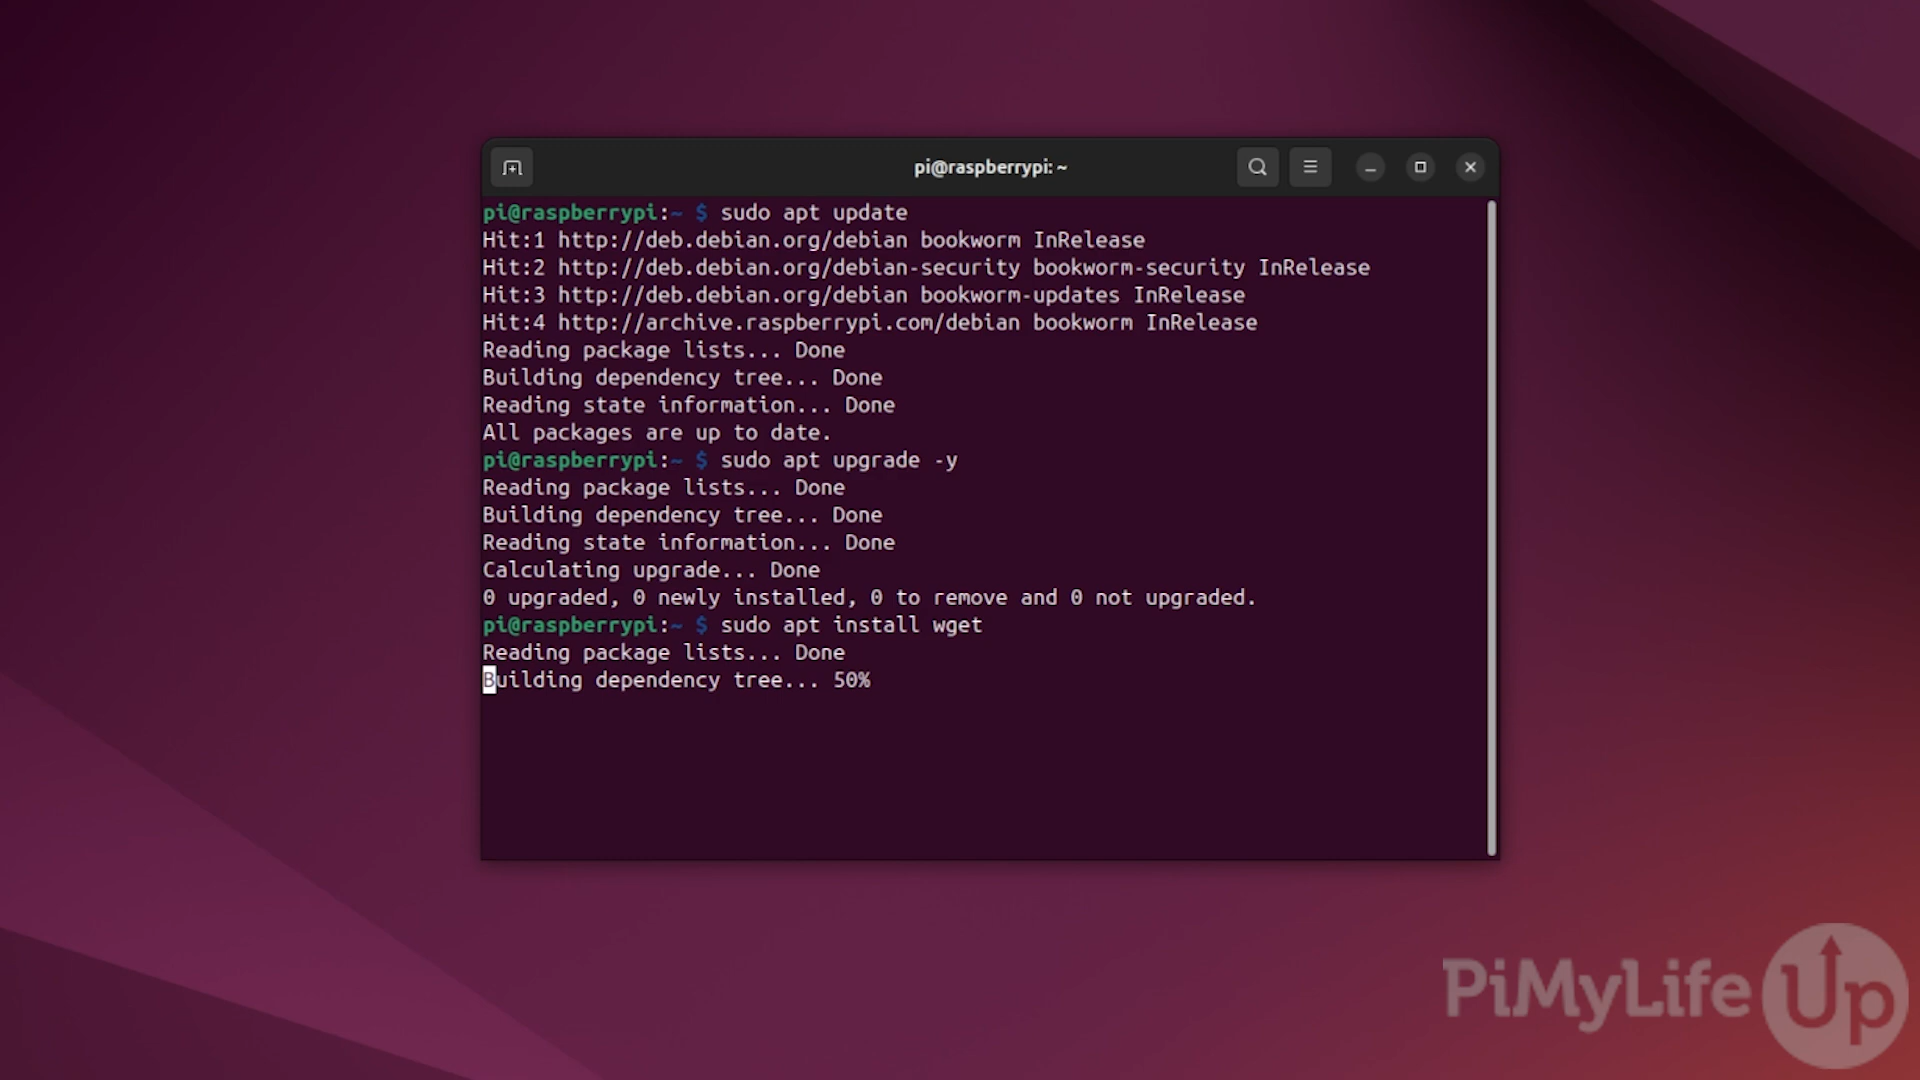 pi@raspberrypi: ~
pi@raspberrypi:~ $ sudo apt update
Hit:1 http://deb.debian.org/debian bookworm InRelease
Hit:2 http://deb.debian.org/debian-security bookworm-security InRelease
Hit:3 http://deb.debian.org/debian bookworm-updates InRelease
Hit:4 http://archive.raspberrypi.com/debian bookworm InRelease
Reading package lists... Done
Building dependency tree... Done
Reading state information... Done
All packages are up to date.
pi@raspberrypi:~ $ sudo apt upgrade -y
Reading package lists... Done
Building dependency tree... Done
Reading state information... Done
Calculating upgrade... Done
0 upgraded, 0 newly installed, 0 to remove and 0 not upgraded.
pi@raspberrypi:~ $ sudo apt install wget
Reading package lists... Done
Building dependency tree... 50%
PiMyLifeUp